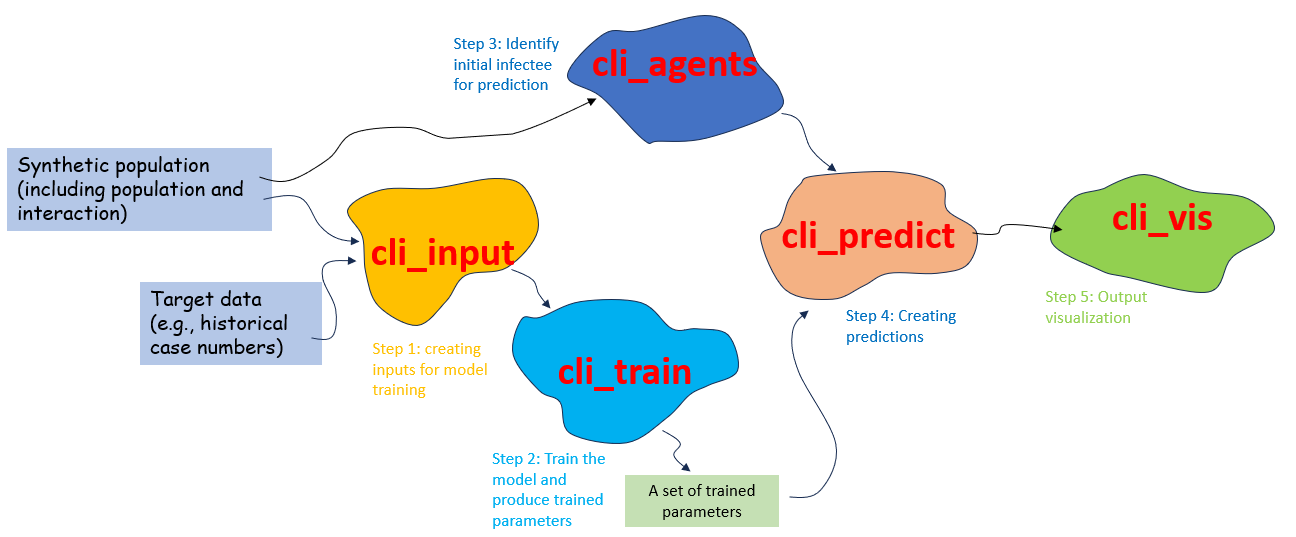 Step 3: Identify
initial infectee
for prediction
cli_agents
Synthetic population
(including population and
interaction)
cli_input
Target data
(e.g., historical
case numbers)
Step 1: creating
inputs for model
training
cli_train
Step 2: Train the
model and
produce trained
parameters
A set of trained
parameters
cli_predict
Step 4: Creating
predictions
cli_vis
Step 5: Output
visualization